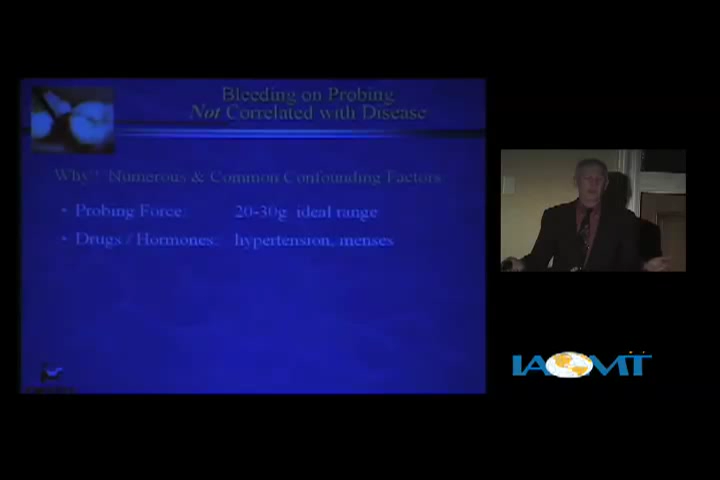 Bleeding on Probing
Not Correlated with Disease
Why? Numerous & Common Confounding Factors
• Probing Force: 20-30g ideal range
• Drugs / Hormones: hypertension, menses
IAOMT